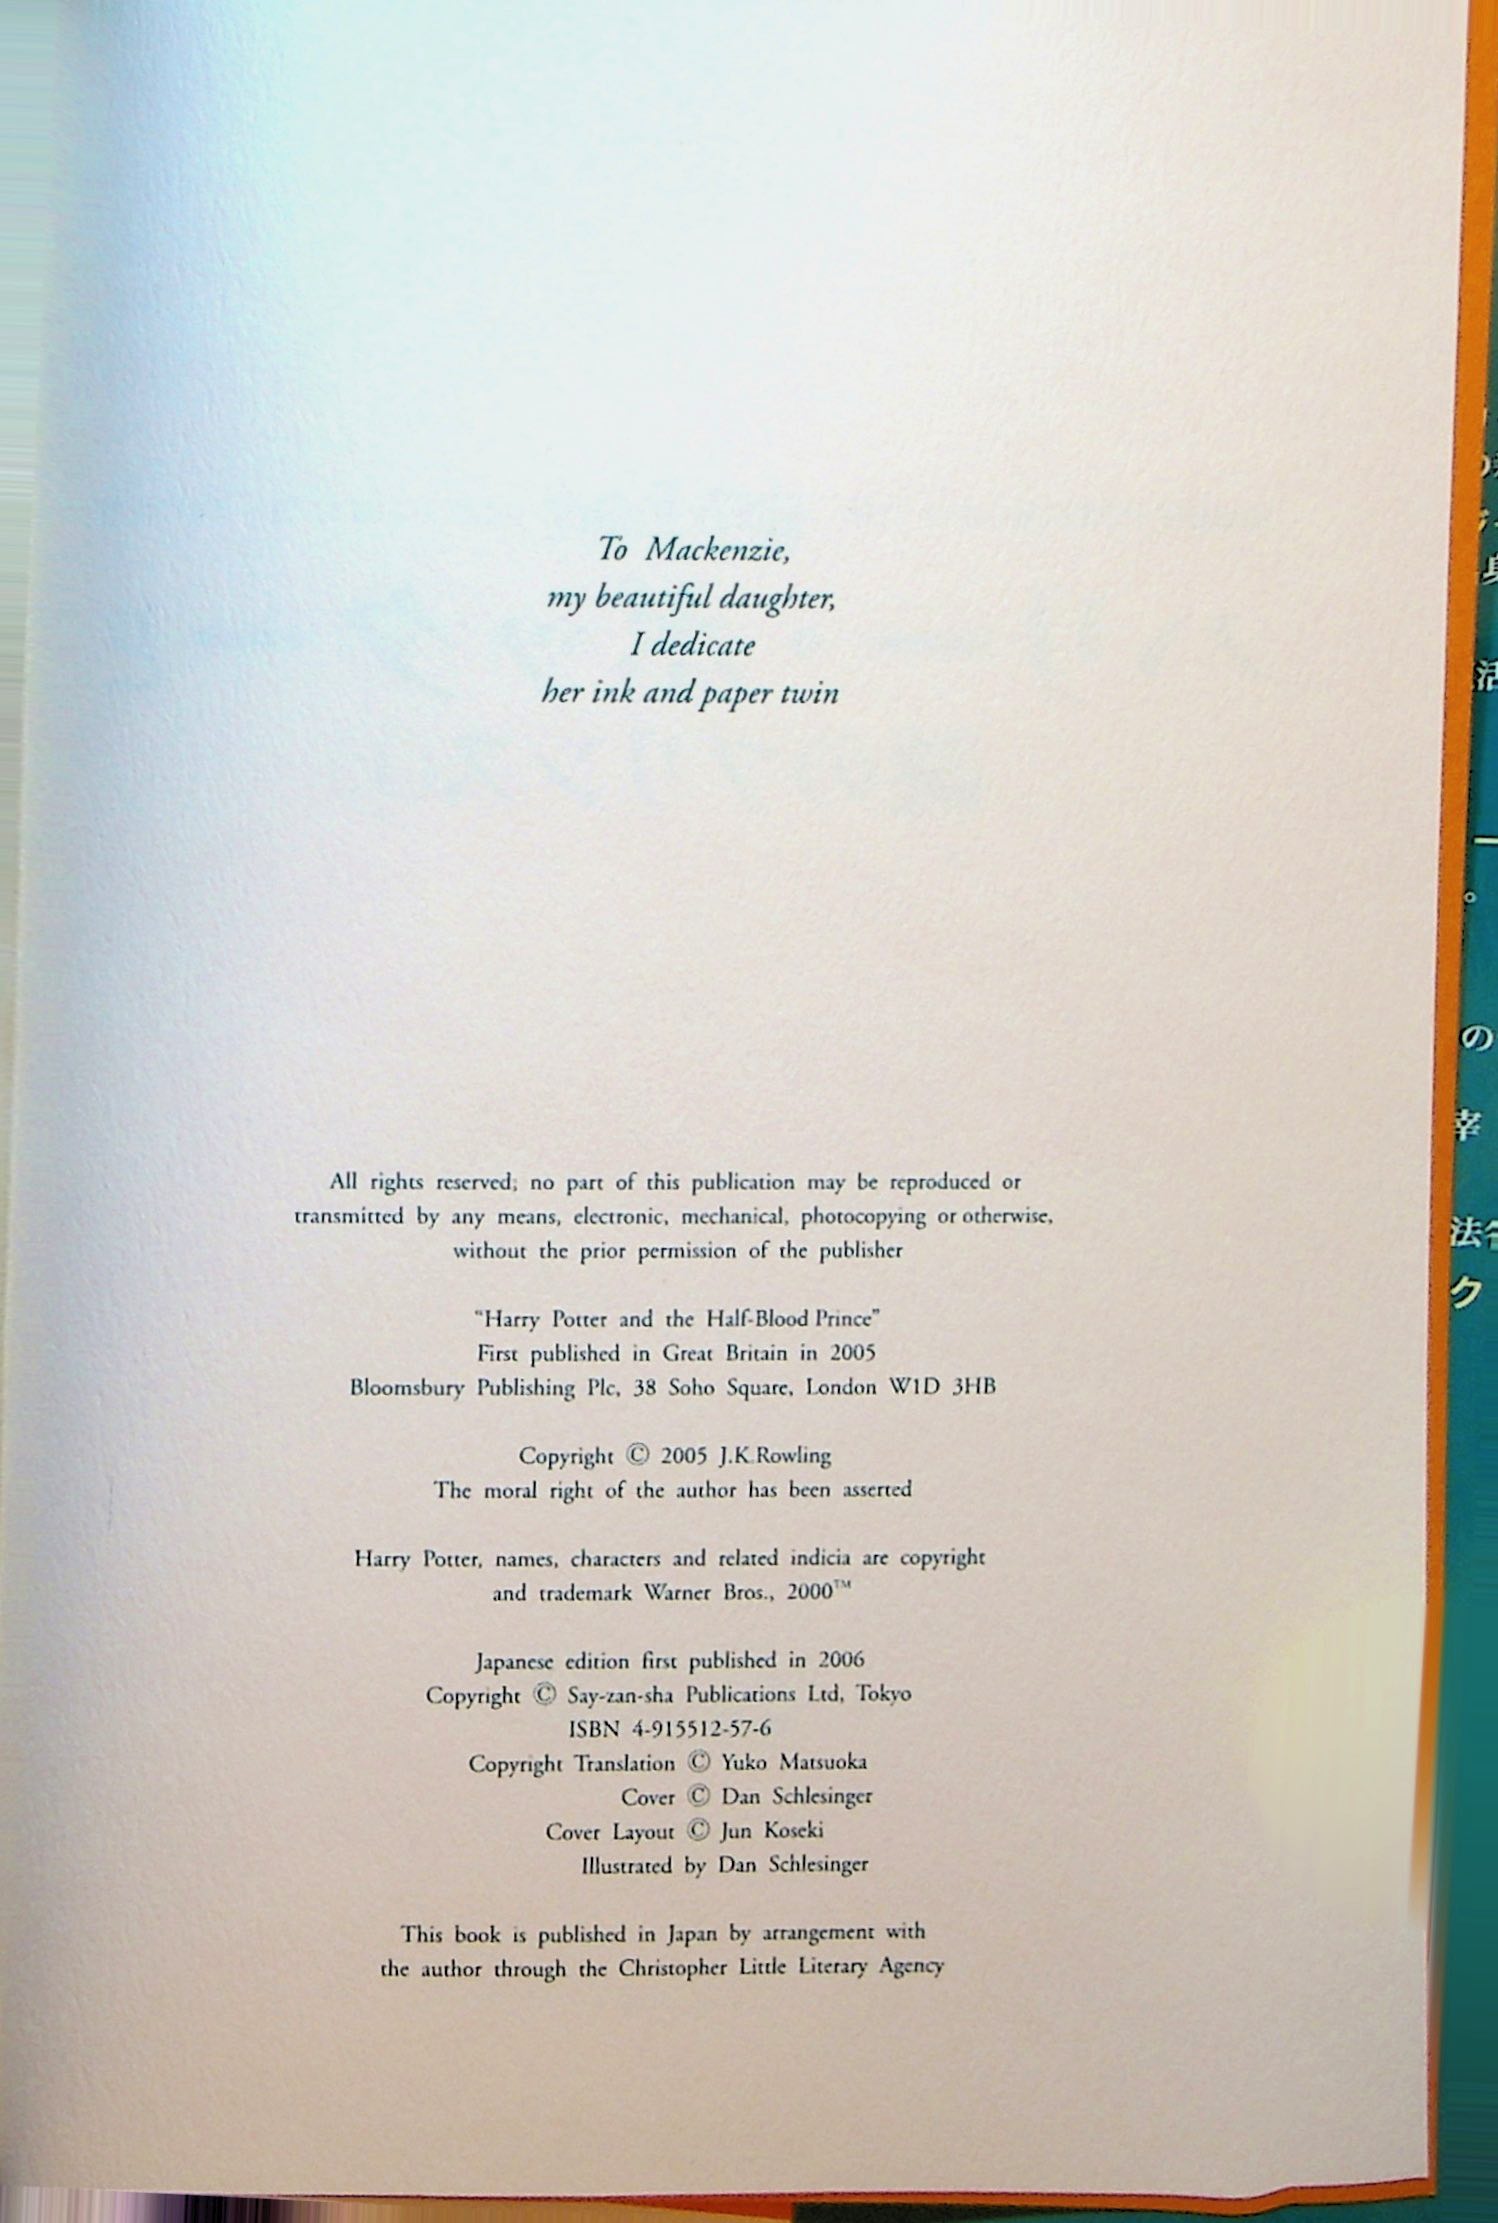 To Mackenzie,
my beautiful daughter,
I dedicate
her ink and paper twin
All rights reserved; no part of this publication may be reproduced or
transmitted by any means, electronic, mechanical, photocopying or otherwise,
without the prior permission of the publisher
"Harry Potter and the Half-Blood Prince"
First published in Great Britain in 2005
Bloomsbury Publishing Plc, 38 Soho Square, London W1D 3HB
Copyright © 2005 J.K.Rowling
The moral right of the author has been asserted
Harry Potter, names, characters and related indicia are copyright
and trademark Warner Bros., 2000™
Japanese edition first published in 2006
Copyright © Say-zan-sha Publications Ltd, Tokyo
ISBN 4-915512-57-6
Copyright Translation © Yuko Matsuoka
Cover © Dan Schlesinger
Cover Layout © Jun Koseki
Illustrated by Dan Schlesinger
This book is published in Japan by arrangement with
the author through the Christopher Little Literary Agency
活
の
幸
法
ク